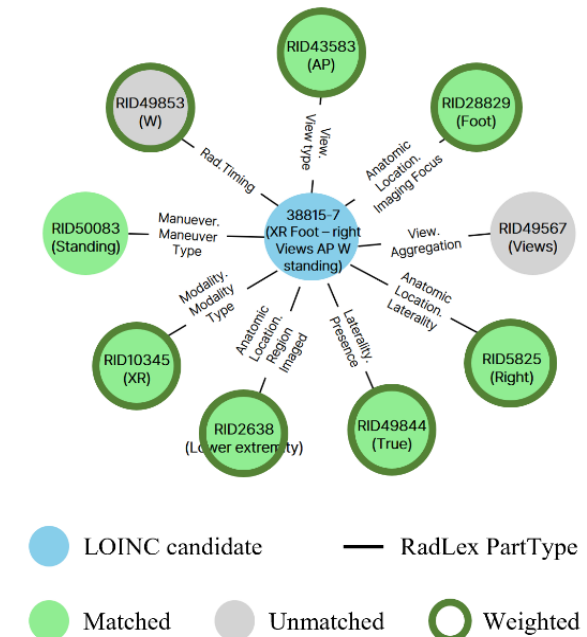 RID43583
(AP)
RID49853
(W)
RID28829
(Foot)
View.
View type
Rad.Timing
Anatomic
Location.
Imaging Focus
RID50083
(Standing)
Manuever.
Maneuver
Type
38815-7
(XR Foot – right
Views AP W
standing)
View.
Aggregation
RID49567
(Views)
Modality.
Modality
Type
Anatomic
Location.
Region
Imaged
Laterality.
Presence
Anatomic
Location.
Laterality
RID10345
(XR)
RID5825
(Right)
RID2638
(Lower extremity)
RID49844
(True)
LOINC candidate
RadLex PartType
Matched
Unmatched
Weighted